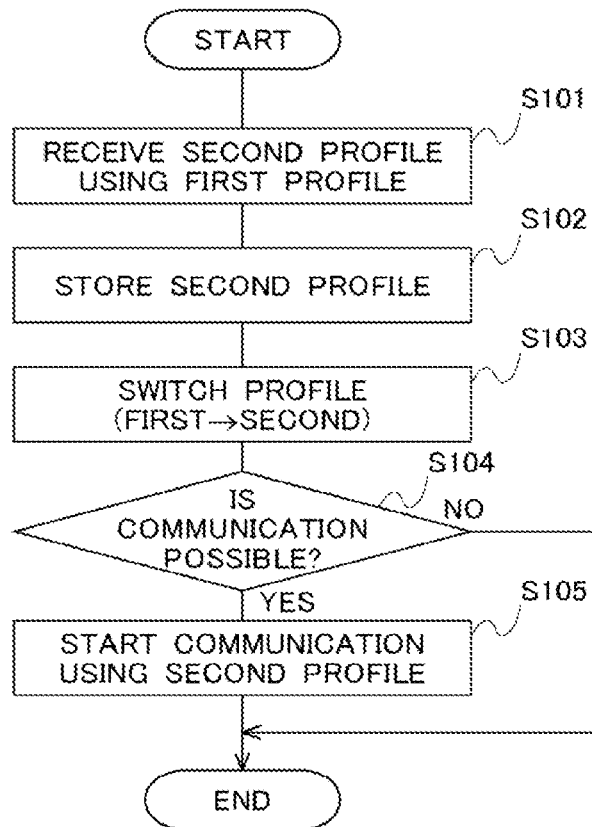 START
S101
RECEIVE SECOND PROFILE
USING FIRST PROFILE
S102
STORE SECOND PROFILE
S103
SWITCH PROFILE
(FIRST→SECOND)
S104
IS
COMMUNICATION
POSSIBLE?
NO
YES
S105
START COMMUNICATION
USING SECOND PROFILE
END